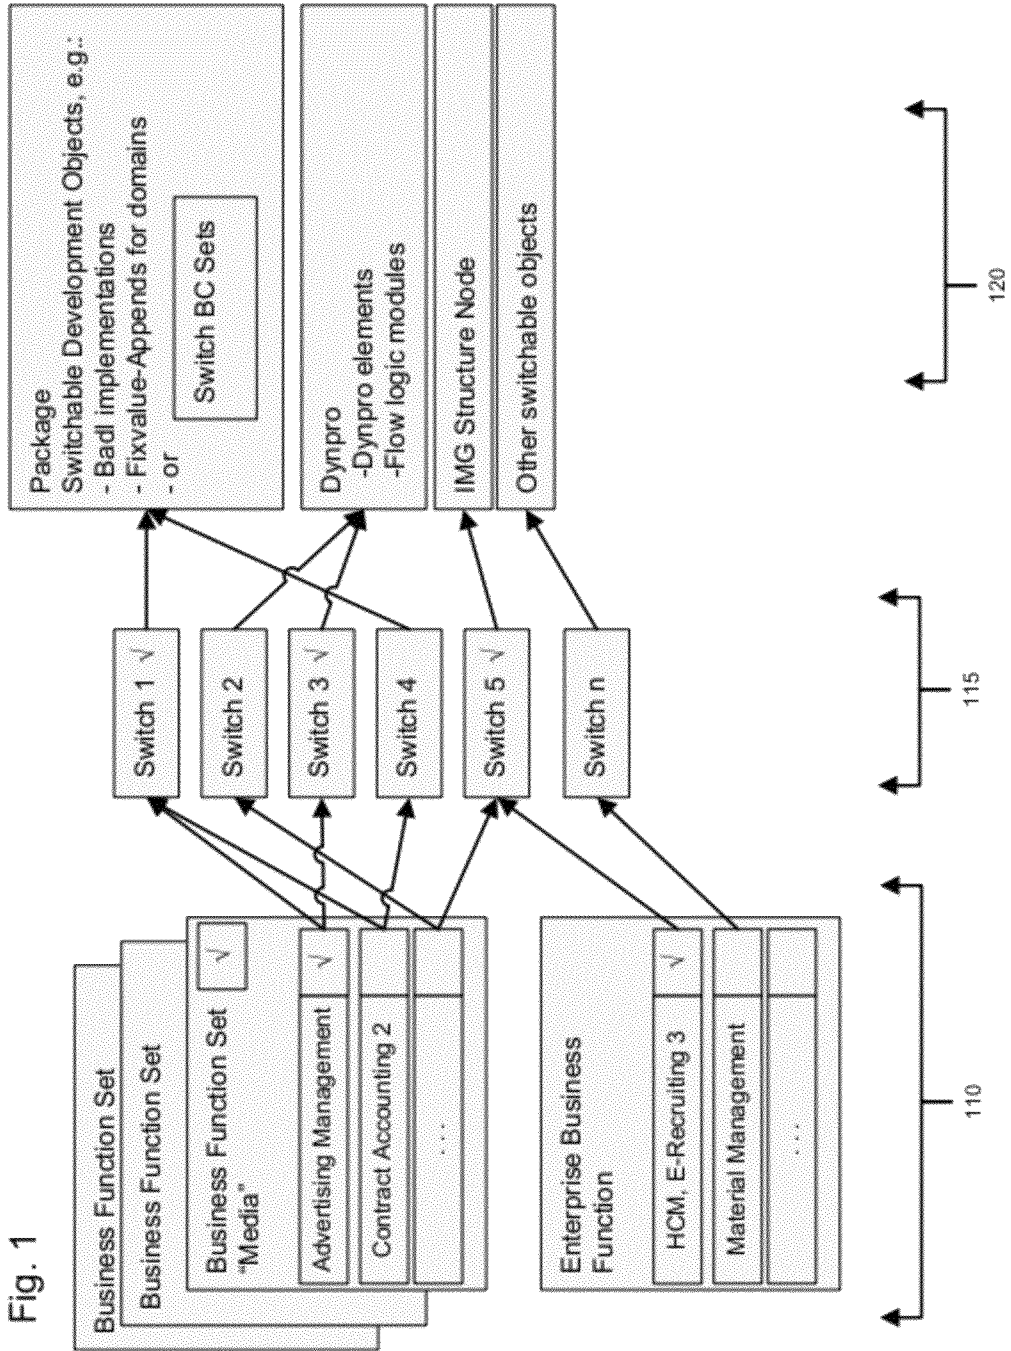 Fig. 1
Business Function Set
Business Function Set
Business Function Set
"Media"
√
Advertising Management √
Contract Accounting 2
. . .
Enterprise Business
Function
HCM, E-Recruiting 3 √
Material Management
. . .
110
Switch 1 √
Switch 2
Switch 3 √
Switch 4
Switch 5 √
Switch n
115
Package
Switchable Development Objects, e.g.:
- BadI implementations
- Fixvalue-Appends for domains
- or
Switch BC Sets
Dynpro
-Dynpro elements
-Flow logic modules
IMG Structure Node
Other switchable objects
120